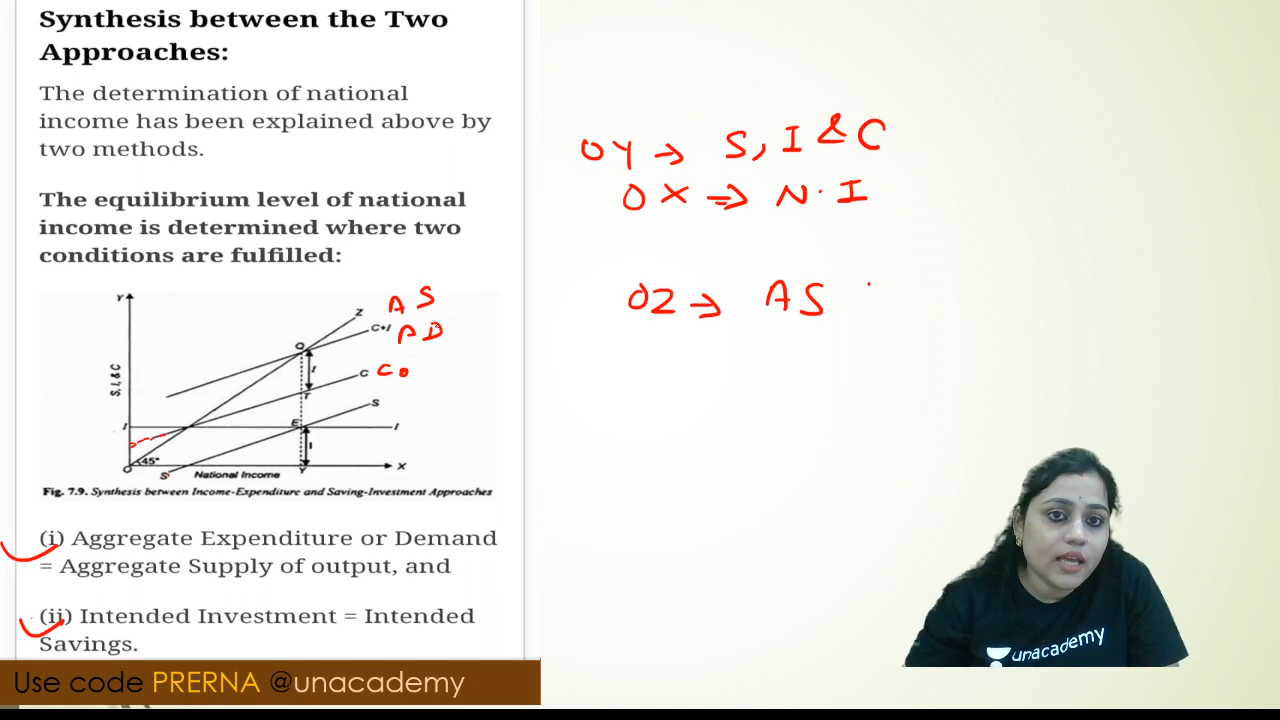 Synthesis between the Two
Approaches:
The determination of national
income has been explained above by
two methods.
The equilibrium level of national
income is determined where two
conditions are fulfilled:
Y
Z
C+I
Q
I
C
T
S
S, I, & C
I
E
I
I
45°
O
S
National Income
Y
X
A S
A D
Co
Fig. 7.9. Synthesis between Income-Expenditure and Saving-Investment Approaches
(i) Aggregate Expenditure or Demand
= Aggregate Supply of output, and
(ii) Intended Investment = Intended
Savings.
Use code PRERNA @unacademy
OY → S, I & C
OX ⇒ N.I
OZ → AS
unacademy